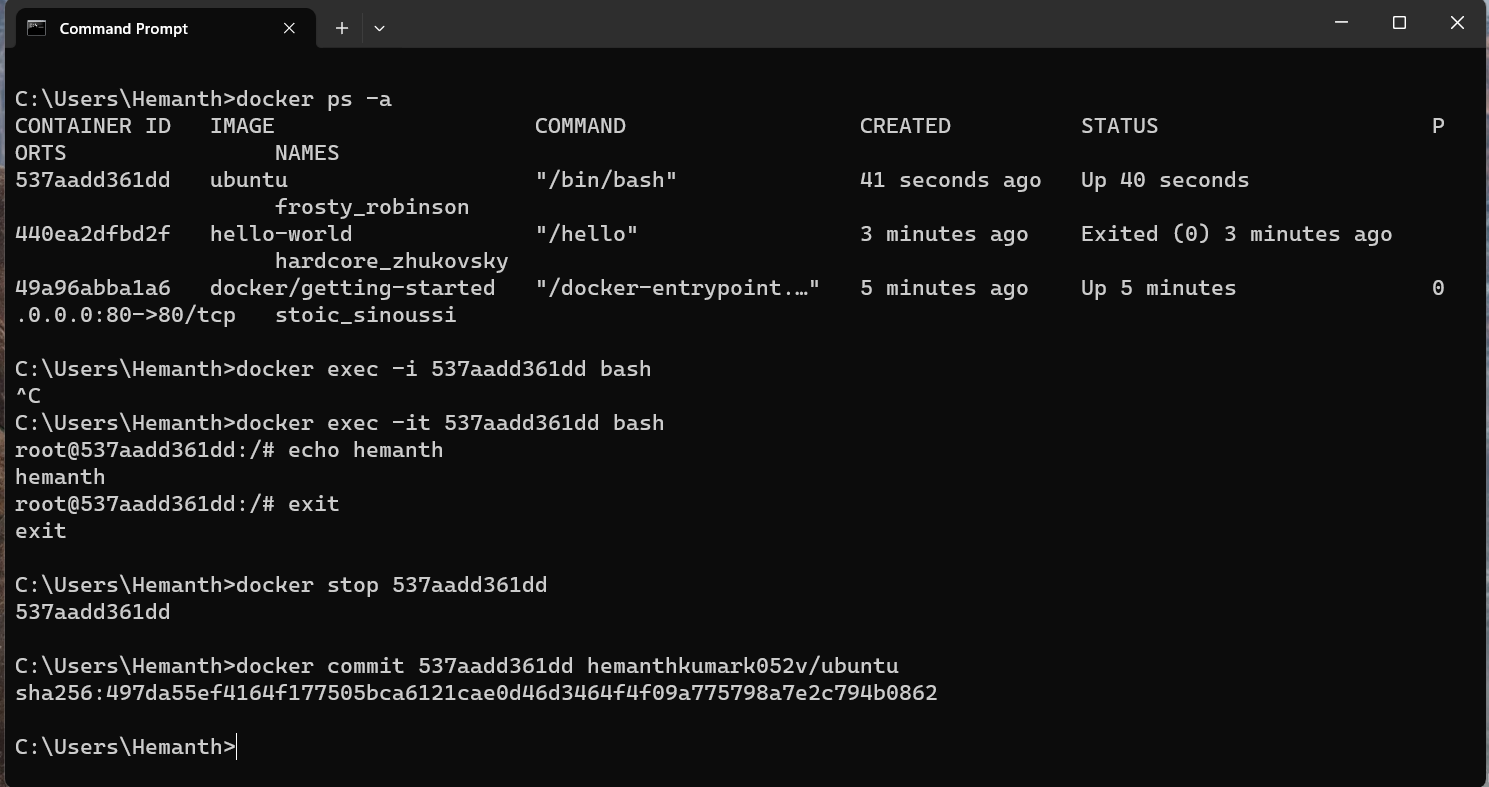 Command Prompt
C:\Users\Hemanth>docker ps -a
CONTAINER ID   IMAGE                    COMMAND                  CREATED          STATUS                     P
ORTS                NAMES
537aadd361dd   ubuntu                   "/bin/bash"              41 seconds ago   Up 40 seconds
                    frosty_robinson
440ea2dfbd2f   hello-world              "/hello"                 3 minutes ago    Exited (0) 3 minutes ago
                    hardcore_zhukovsky
49a96abba1a6   docker/getting-started   "/docker-entrypoint.…"   5 minutes ago    Up 5 minutes               0
.0.0.0:80->80/tcp   stoic_sinoussi
C:\Users\Hemanth>docker exec -i 537aadd361dd bash
^C
C:\Users\Hemanth>docker exec -it 537aadd361dd bash
root@537aadd361dd:/# echo hemanth
hemanth
root@537aadd361dd:/# exit
exit
C:\Users\Hemanth>docker stop 537aadd361dd
537aadd361dd
C:\Users\Hemanth>docker commit 537aadd361dd hemanthkumark052v/ubuntu
sha256:497da55ef4164f177505bca6121cae0d46d3464f4f09a775798a7e2c794b0862
C:\Users\Hemanth>